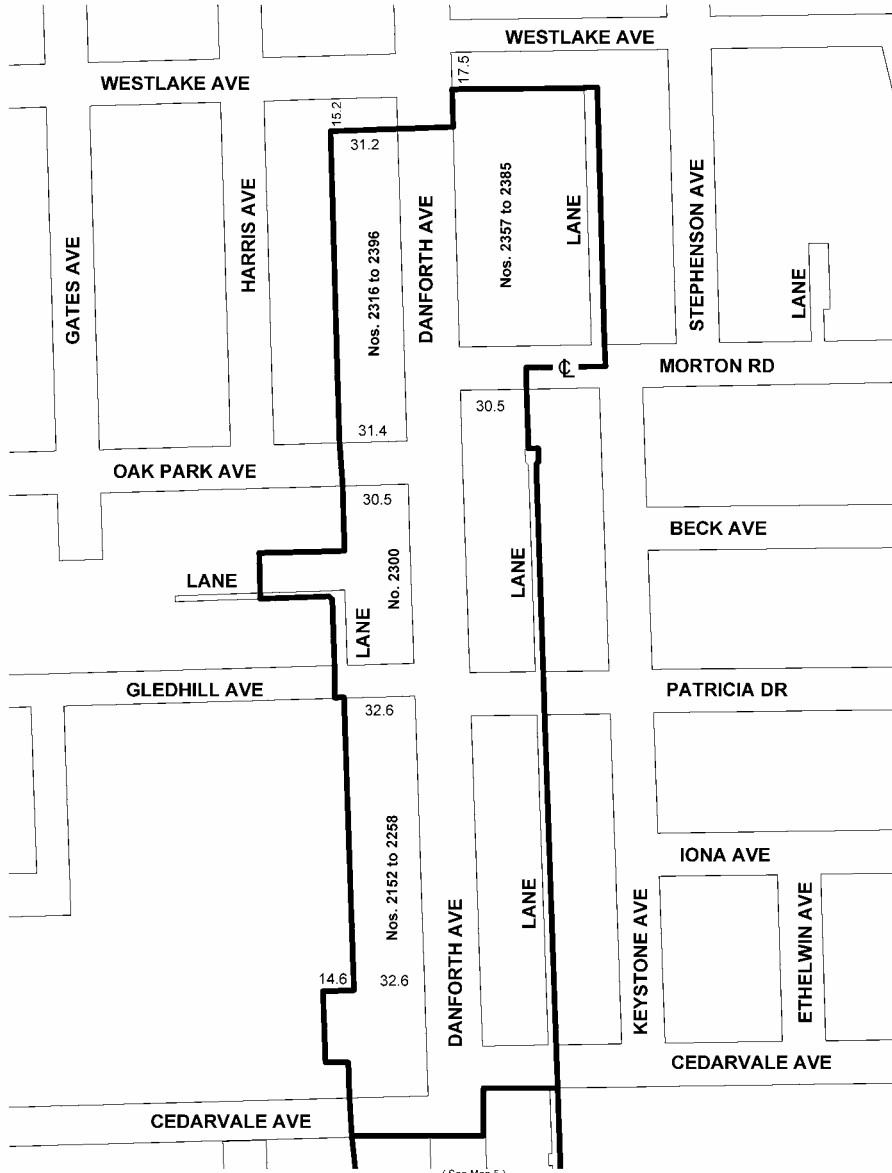 WESTLAKE AVE
WESTLAKE AVE
17.5
15.2
31.2
GATES AVE
HARRIS AVE
Nos. 2316 to 2396
DANFORTH AVE
Nos. 2357 to 2385
LANE
STEPHENSON AVE
LANE
MORTON RD
℄
30.5
31.4
OAK PARK AVE
30.5
BECK AVE
LANE
No. 2300
LANE
LANE
GLEDHILL AVE
PATRICIA DR
32.6
Nos. 2152 to 2258
IONA AVE
LANE
DANFORTH AVE
KEYSTONE AVE
ETHELWIN AVE
14.6
32.6
CEDARVALE AVE
CEDARVALE AVE
( See Map 5 )